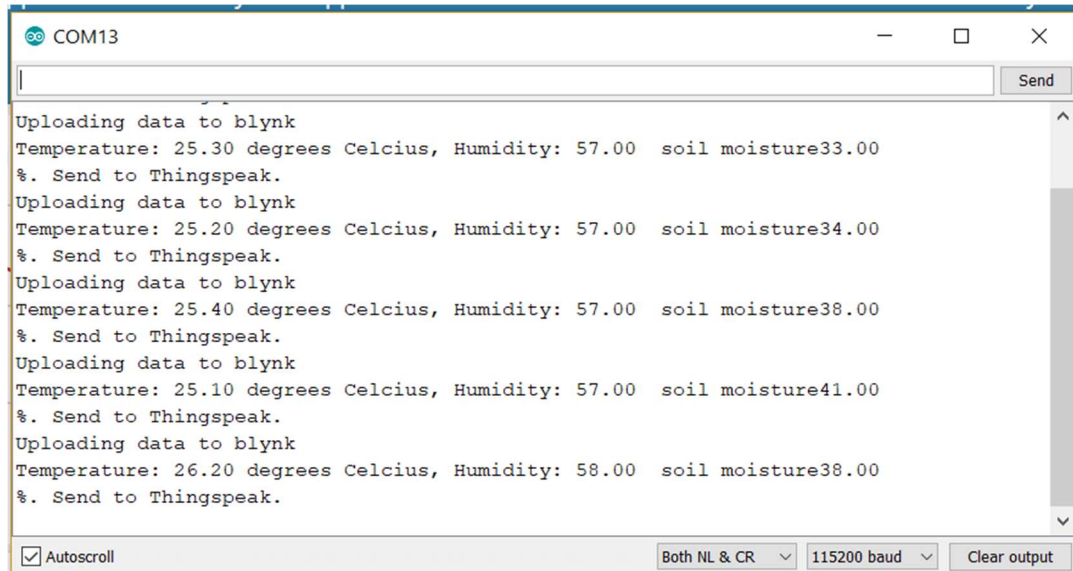 COM13
Send
Uploading data to blynk
Temperature: 25.30 degrees Celcius, Humidity: 57.00  soil moisture33.00
%. Send to Thingspeak.
Uploading data to blynk
Temperature: 25.20 degrees Celcius, Humidity: 57.00  soil moisture34.00
%. Send to Thingspeak.
Uploading data to blynk
Temperature: 25.40 degrees Celcius, Humidity: 57.00  soil moisture38.00
%. Send to Thingspeak.
Uploading data to blynk
Temperature: 25.10 degrees Celcius, Humidity: 57.00  soil moisture41.00
%. Send to Thingspeak.
Uploading data to blynk
Temperature: 26.20 degrees Celcius, Humidity: 58.00  soil moisture38.00
%. Send to Thingspeak.
Autoscroll Both NL & CR 115200 baud Clear output